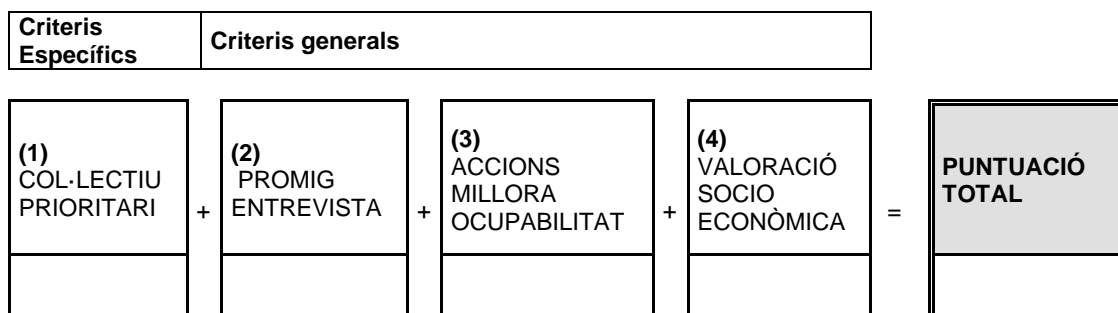 Criteris
Específics
Criteris generals
(1)
COL·LECTIU
PRIORITARI
+
(2)
PROMIG
ENTREVISTA
+
(3)
ACCIONS
MILLORA
OCUPABILITAT
+
(4)
VALORACIÓ
SOCIO
ECONÒMICA
=
PUNTUACIÓ
TOTAL